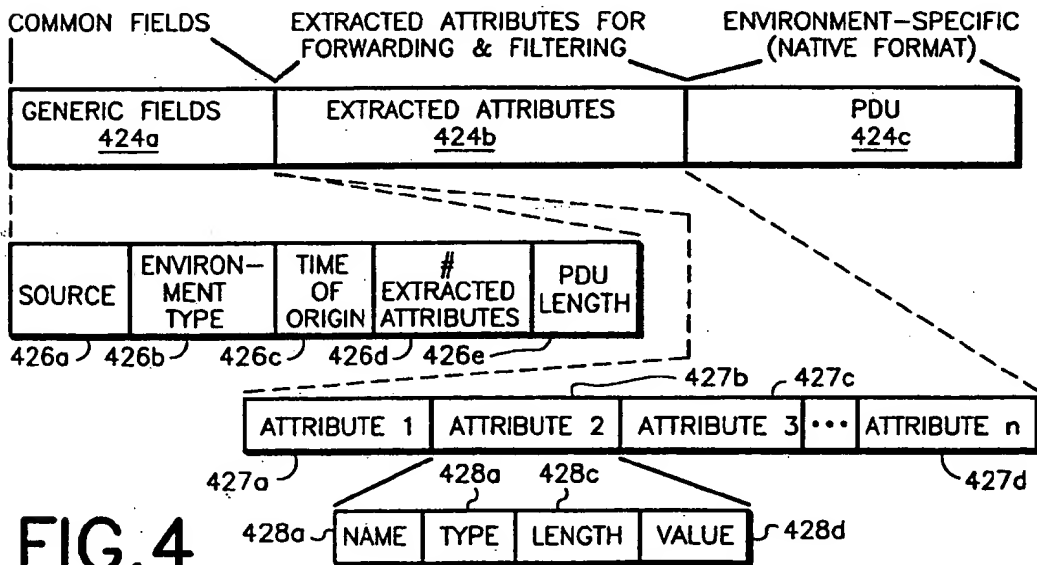 COMMON FIELDS
EXTRACTED ATTRIBUTES FOR
FORWARDING & FILTERING
ENVIRONMENT-SPECIFIC
(NATIVE FORMAT)
GENERIC FIELDS
424a
EXTRACTED ATTRIBUTES
424b
PDU
424c
SOURCE
ENVIRON-
MENT
TYPE
TIME
OF
ORIGIN
#
EXTRACTED
ATTRIBUTES
PDU
LENGTH
426a
426b
426c
426d
426e
427b
427c
ATTRIBUTE 1
ATTRIBUTE 2
ATTRIBUTE 3
•••
ATTRIBUTE n
427a
428a
428c
427d
428a
NAME
TYPE
LENGTH
VALUE
428d
FIG.4